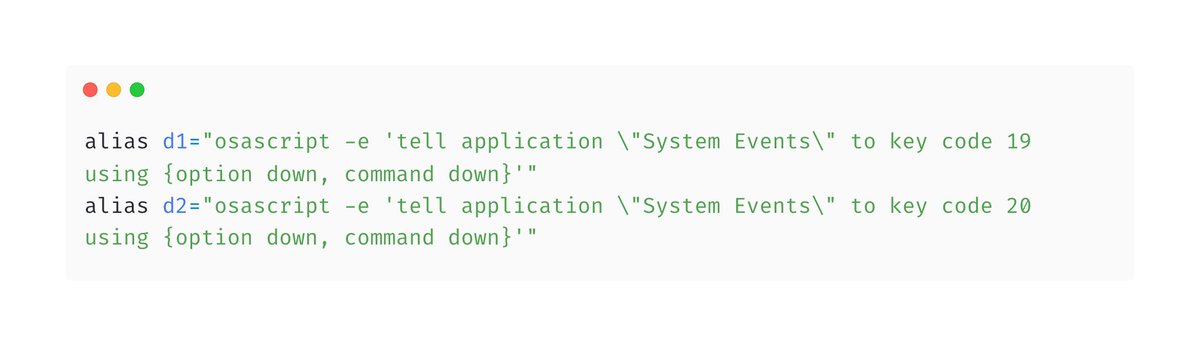 alias d1="osascript -e 'tell application \"System Events\" to key code 19
using {option down, command down}'"
alias d2="osascript -e 'tell application \"System Events\" to key code 20
using {option down, command down}'"